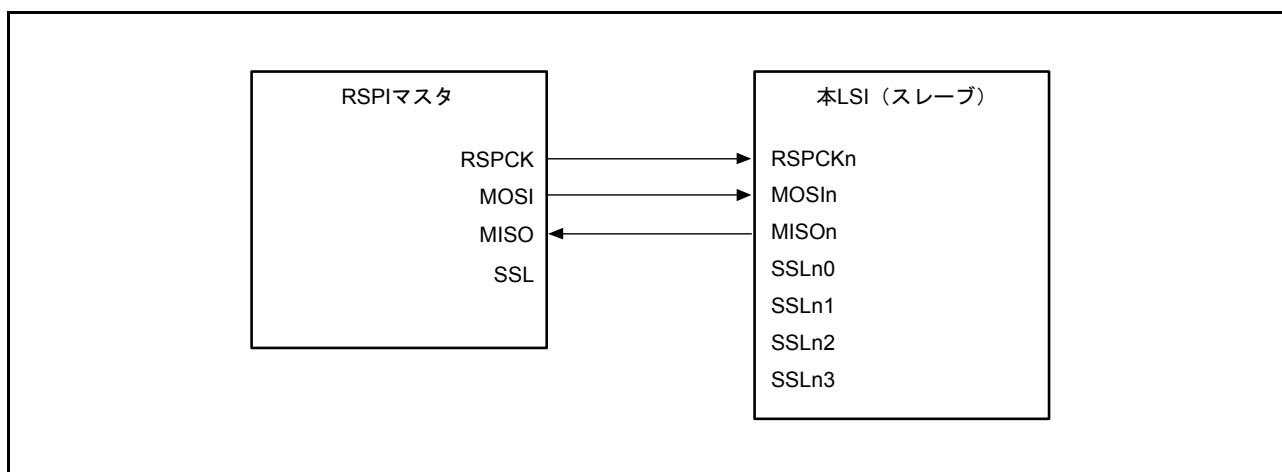 RSPIマスタ
RSPCK
MOSI
MISO
SSL
本LSI（スレーブ）
RSPCKn
MOSIn
MISOn
SSLn0
SSLn1
SSLn2
SSLn3